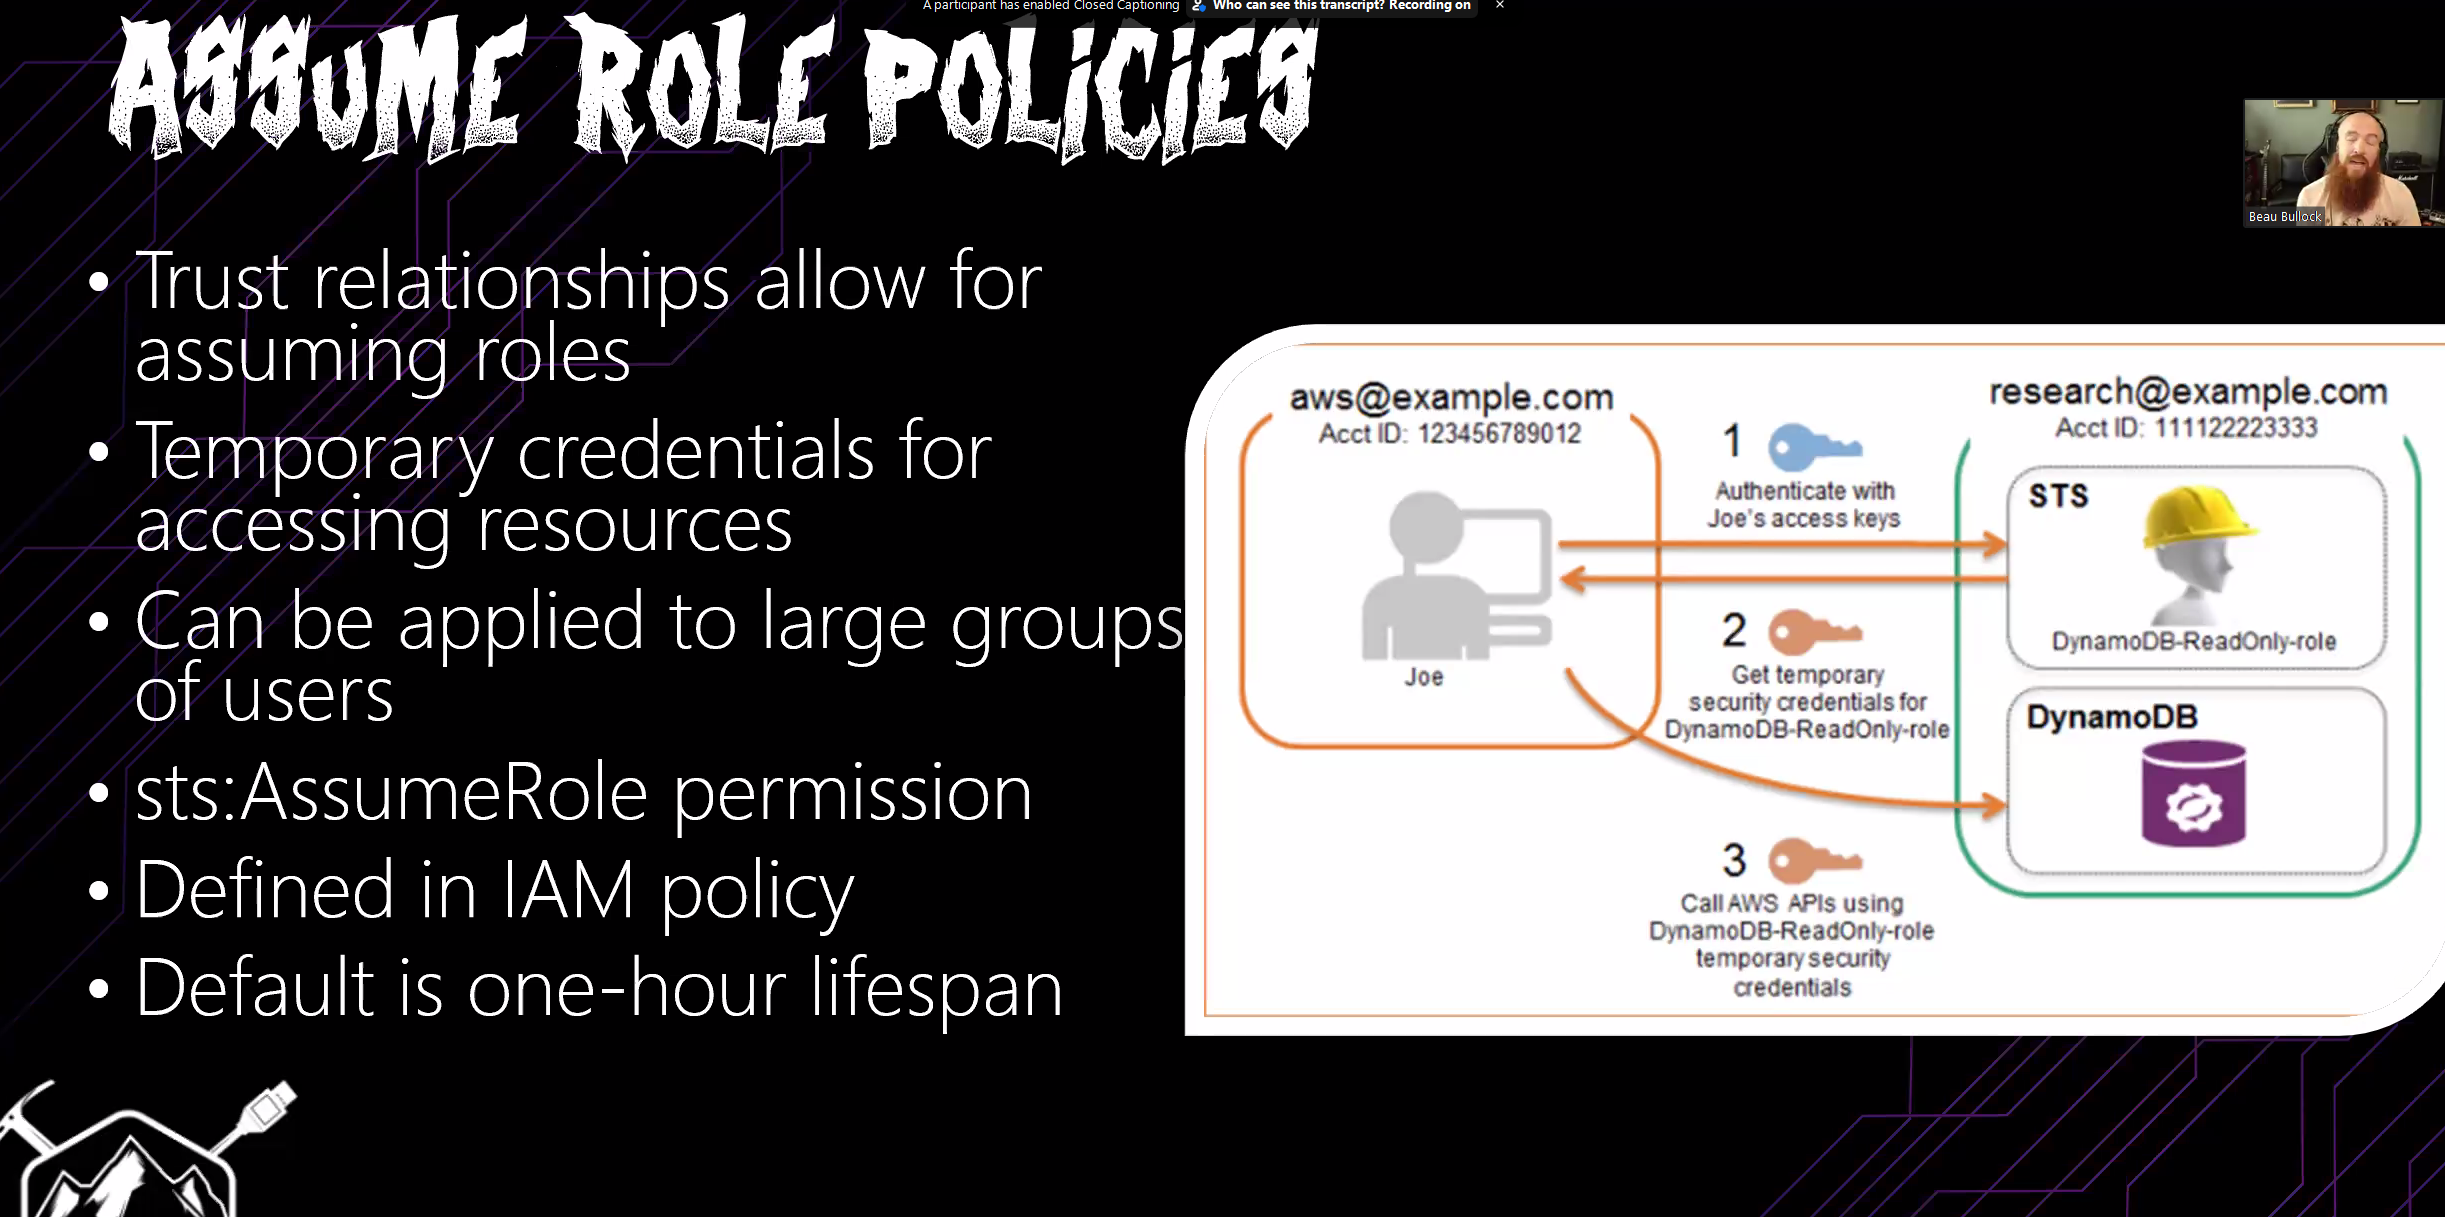 A participant has enabled Closed Captioning
Who can see this transcript? Recording on
ASSUME ROLE POLICIES
Beau Bullock
• Trust relationships allow for
assuming roles
• Temporary credentials for
accessing resources
• Can be applied to large groups
of users
• sts:AssumeRole permission
• Defined in IAM policy
• Default is one-hour lifespan
aws@example.com
Acct ID: 123456789012
Joe
1
Authenticate with
Joe's access keys
2
Get temporary
security credentials for
DynamoDB-ReadOnly-role
3
Call AWS APIs using
DynamoDB-ReadOnly-role
temporary security
credentials
research@example.com
Acct ID: 111122223333
STS
DynamoDB-ReadOnly-role
DynamoDB